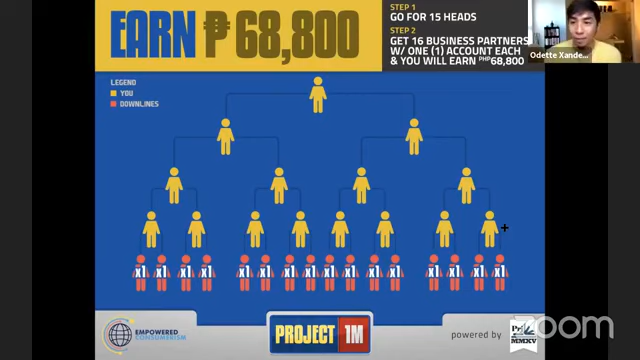 EARN ₱ 68,800
STEP 1
GO FOR 15 HEADS
STEP 2
GET 16 BUSINESS PARTNERS
W/ ONE (1) ACCOUNT EACH
& YOU WILL EARN PHP68,800
Odette Xande...
LEGEND
YOU
DOWNLINES
x1 x1 x1 x1 x1 x1 x1 x1 x1 x1 x1 x1 x1 x1 x1 x1
EMPOWERED
CONSUMERISM
PROJECT 1M
powered by
MMXV
zoom